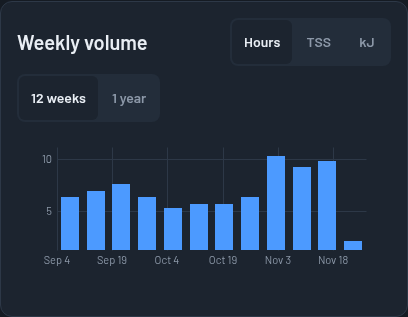 Weekly volume
Hours TSS kJ
12 weeks 1 year
10
5
Sep 4 Sep 19 Oct 4 Oct 19 Nov 3 Nov 18